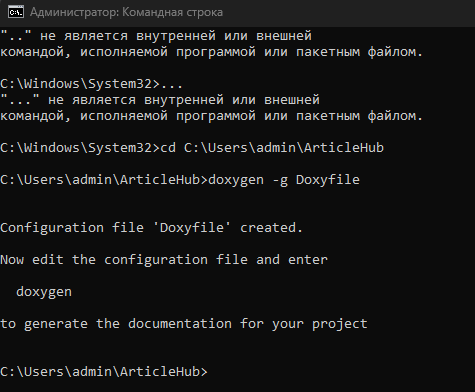 Администратор: Командная строка
".." не является внутренней или внешней
командой, исполняемой программой или пакетным файлом.
C:\Windows\System32>...
"..." не является внутренней или внешней
командой, исполняемой программой или пакетным файлом.
C:\Windows\System32>cd C:\Users\admin\ArticleHub
C:\Users\admin\ArticleHub>doxygen -g Doxyfile
Configuration file 'Doxyfile' created.
Now edit the configuration file and enter
doxygen
to generate the documentation for your project
C:\Users\admin\ArticleHub>